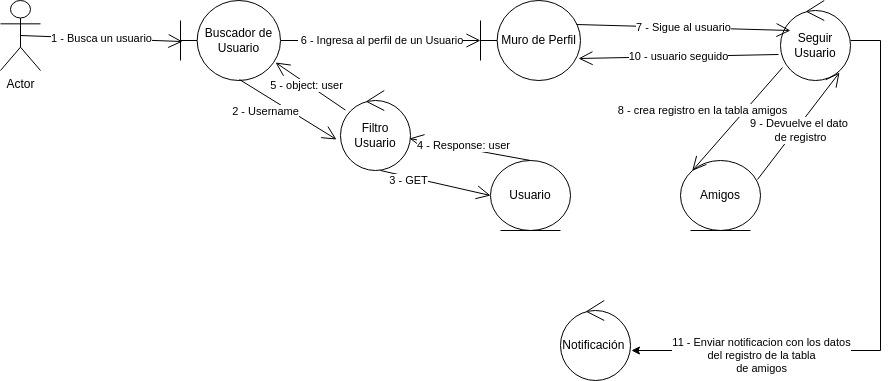 Actor
1 - Busca un usuario
Buscador de
Usuario
6 - Ingresa al perfil de un Usuario
Muro de Perfil
7 - Sigue al usuario
10 - usuario seguido
Seguir
Usuario
5 - object: user
2 - Username
Filtro
Usuario
4 - Response: user
3 - GET
Usuario
8 - crea registro en la tabla amigos
9 - Devuelve el dato
de registro
Amigos
Notificación
11 - Enviar notificacion con los datos
del registro de la tabla
de amigos